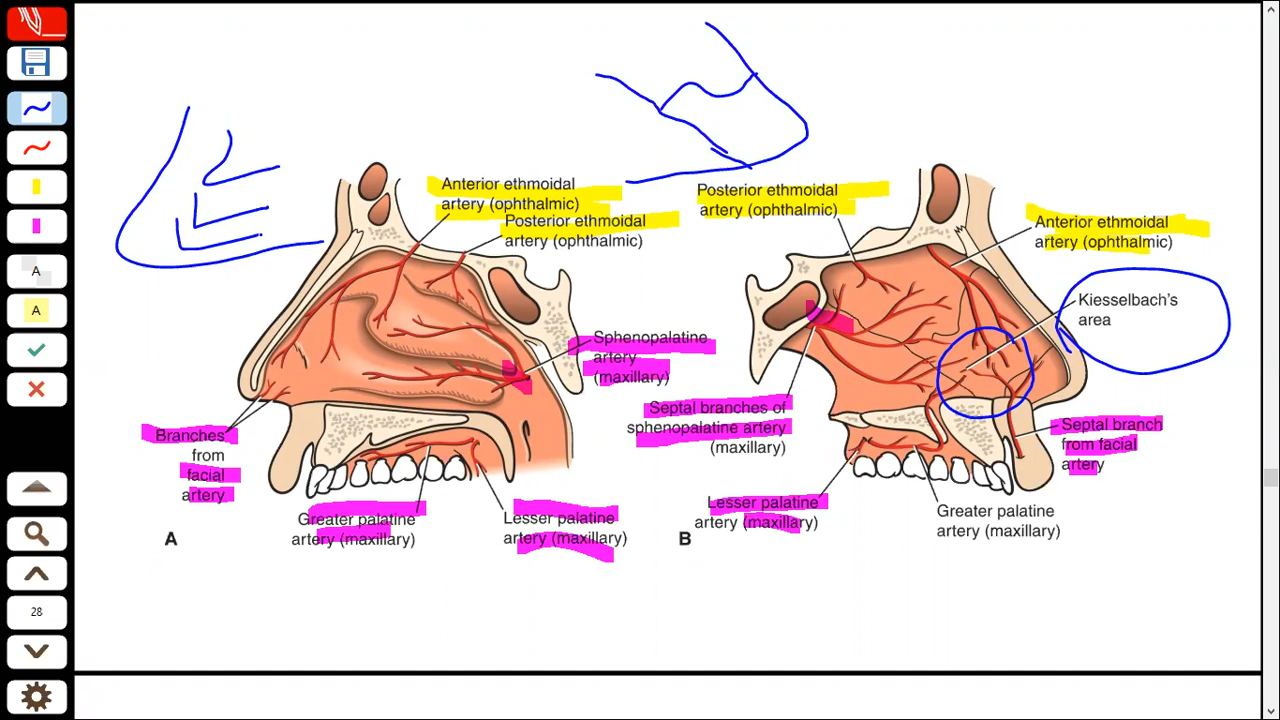 Anterior ethmoidal
artery (ophthalmic)
Posterior ethmoidal
artery (ophthalmic)
Sphenopalatine
artery
(maxillary)
Branches
from
facial
artery
Greater palatine
artery (maxillary)
Lesser palatine
artery (maxillary)
A
Posterior ethmoidal
artery (ophthalmic)
Anterior ethmoidal
artery (ophthalmic)
Kiesselbach's
area
Septal branches of
sphenopalatine artery
(maxillary)
Septal branch
from facial
artery
Lesser palatine
artery (maxillary)
Greater palatine
artery (maxillary)
B
A
A
28